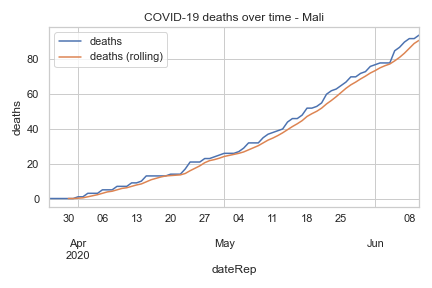 COVID-19 deaths over time - Mali
deaths
deaths (rolling)
deaths
80
60
40
20
0
30 06 13 20 27 04 11 18 25 08
Apr May Jun
2020
dateRep